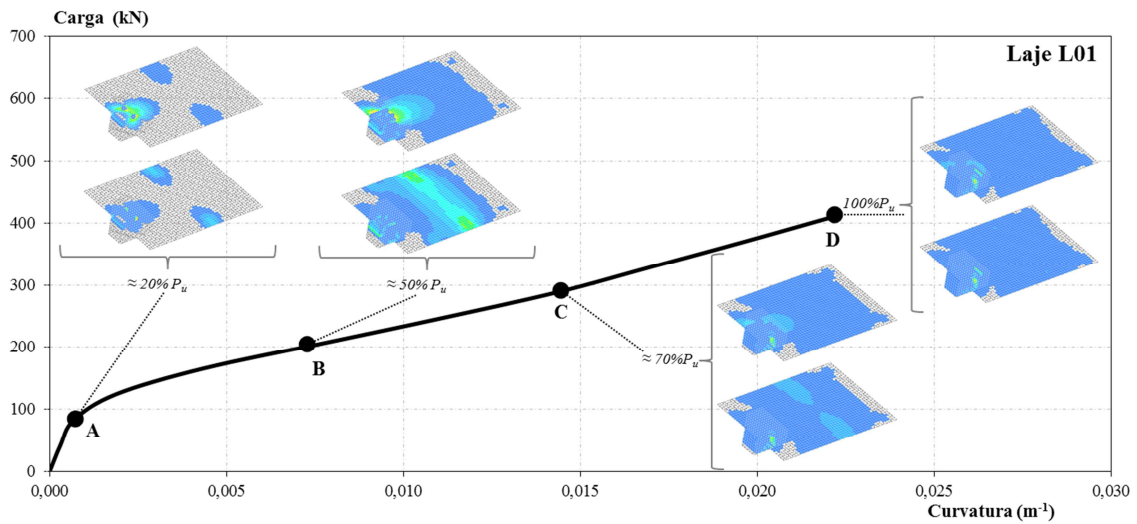 Carga (kN)
700
Laje L01
600
500
400
300
200
100
0
≈ 20% Pu
≈ 50% Pu
≈ 70%Pu
100%Pu
A
B
C
D
0,000
0,005
0,010
0,015
0,020
0,025
0,030
Curvatura (m-1)